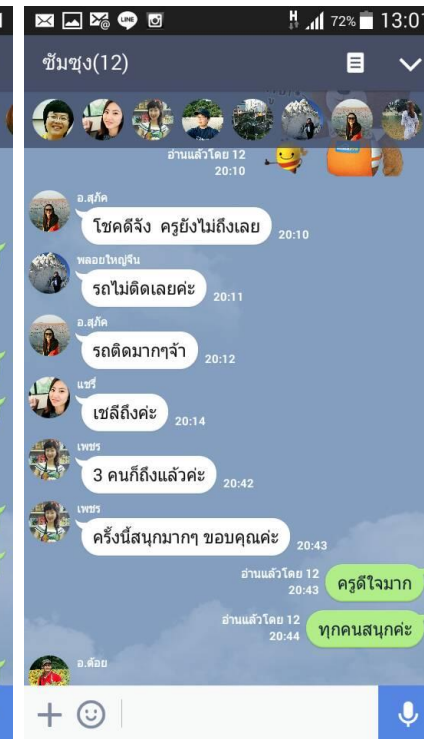 LINE
H
72%
13:01
ซัมซุง(12)
อ่านแล้วโดย 12
20:10
อ.สุภัค
โชคดีจัง ครูยังไม่ถึงเลย
20:10
พลอยใหญ่จีน
รถไม่ติดเลยค่ะ
20:11
อ.สุภัค
รถติดมากๆจ้า
20:12
แชรี่
เชลีถึงค่ะ
20:14
เพชร
3 คนก็ถึงแล้วค่ะ
20:42
เพชร
ครั้งนี้สนุกมากๆ ขอบคุณค่ะ
20:43
อ่านแล้วโดย 12
20:43
ครูดีใจมาก
อ่านแล้วโดย 12
20:44
ทุกคนสนุกค่ะ
อ.ต้อย